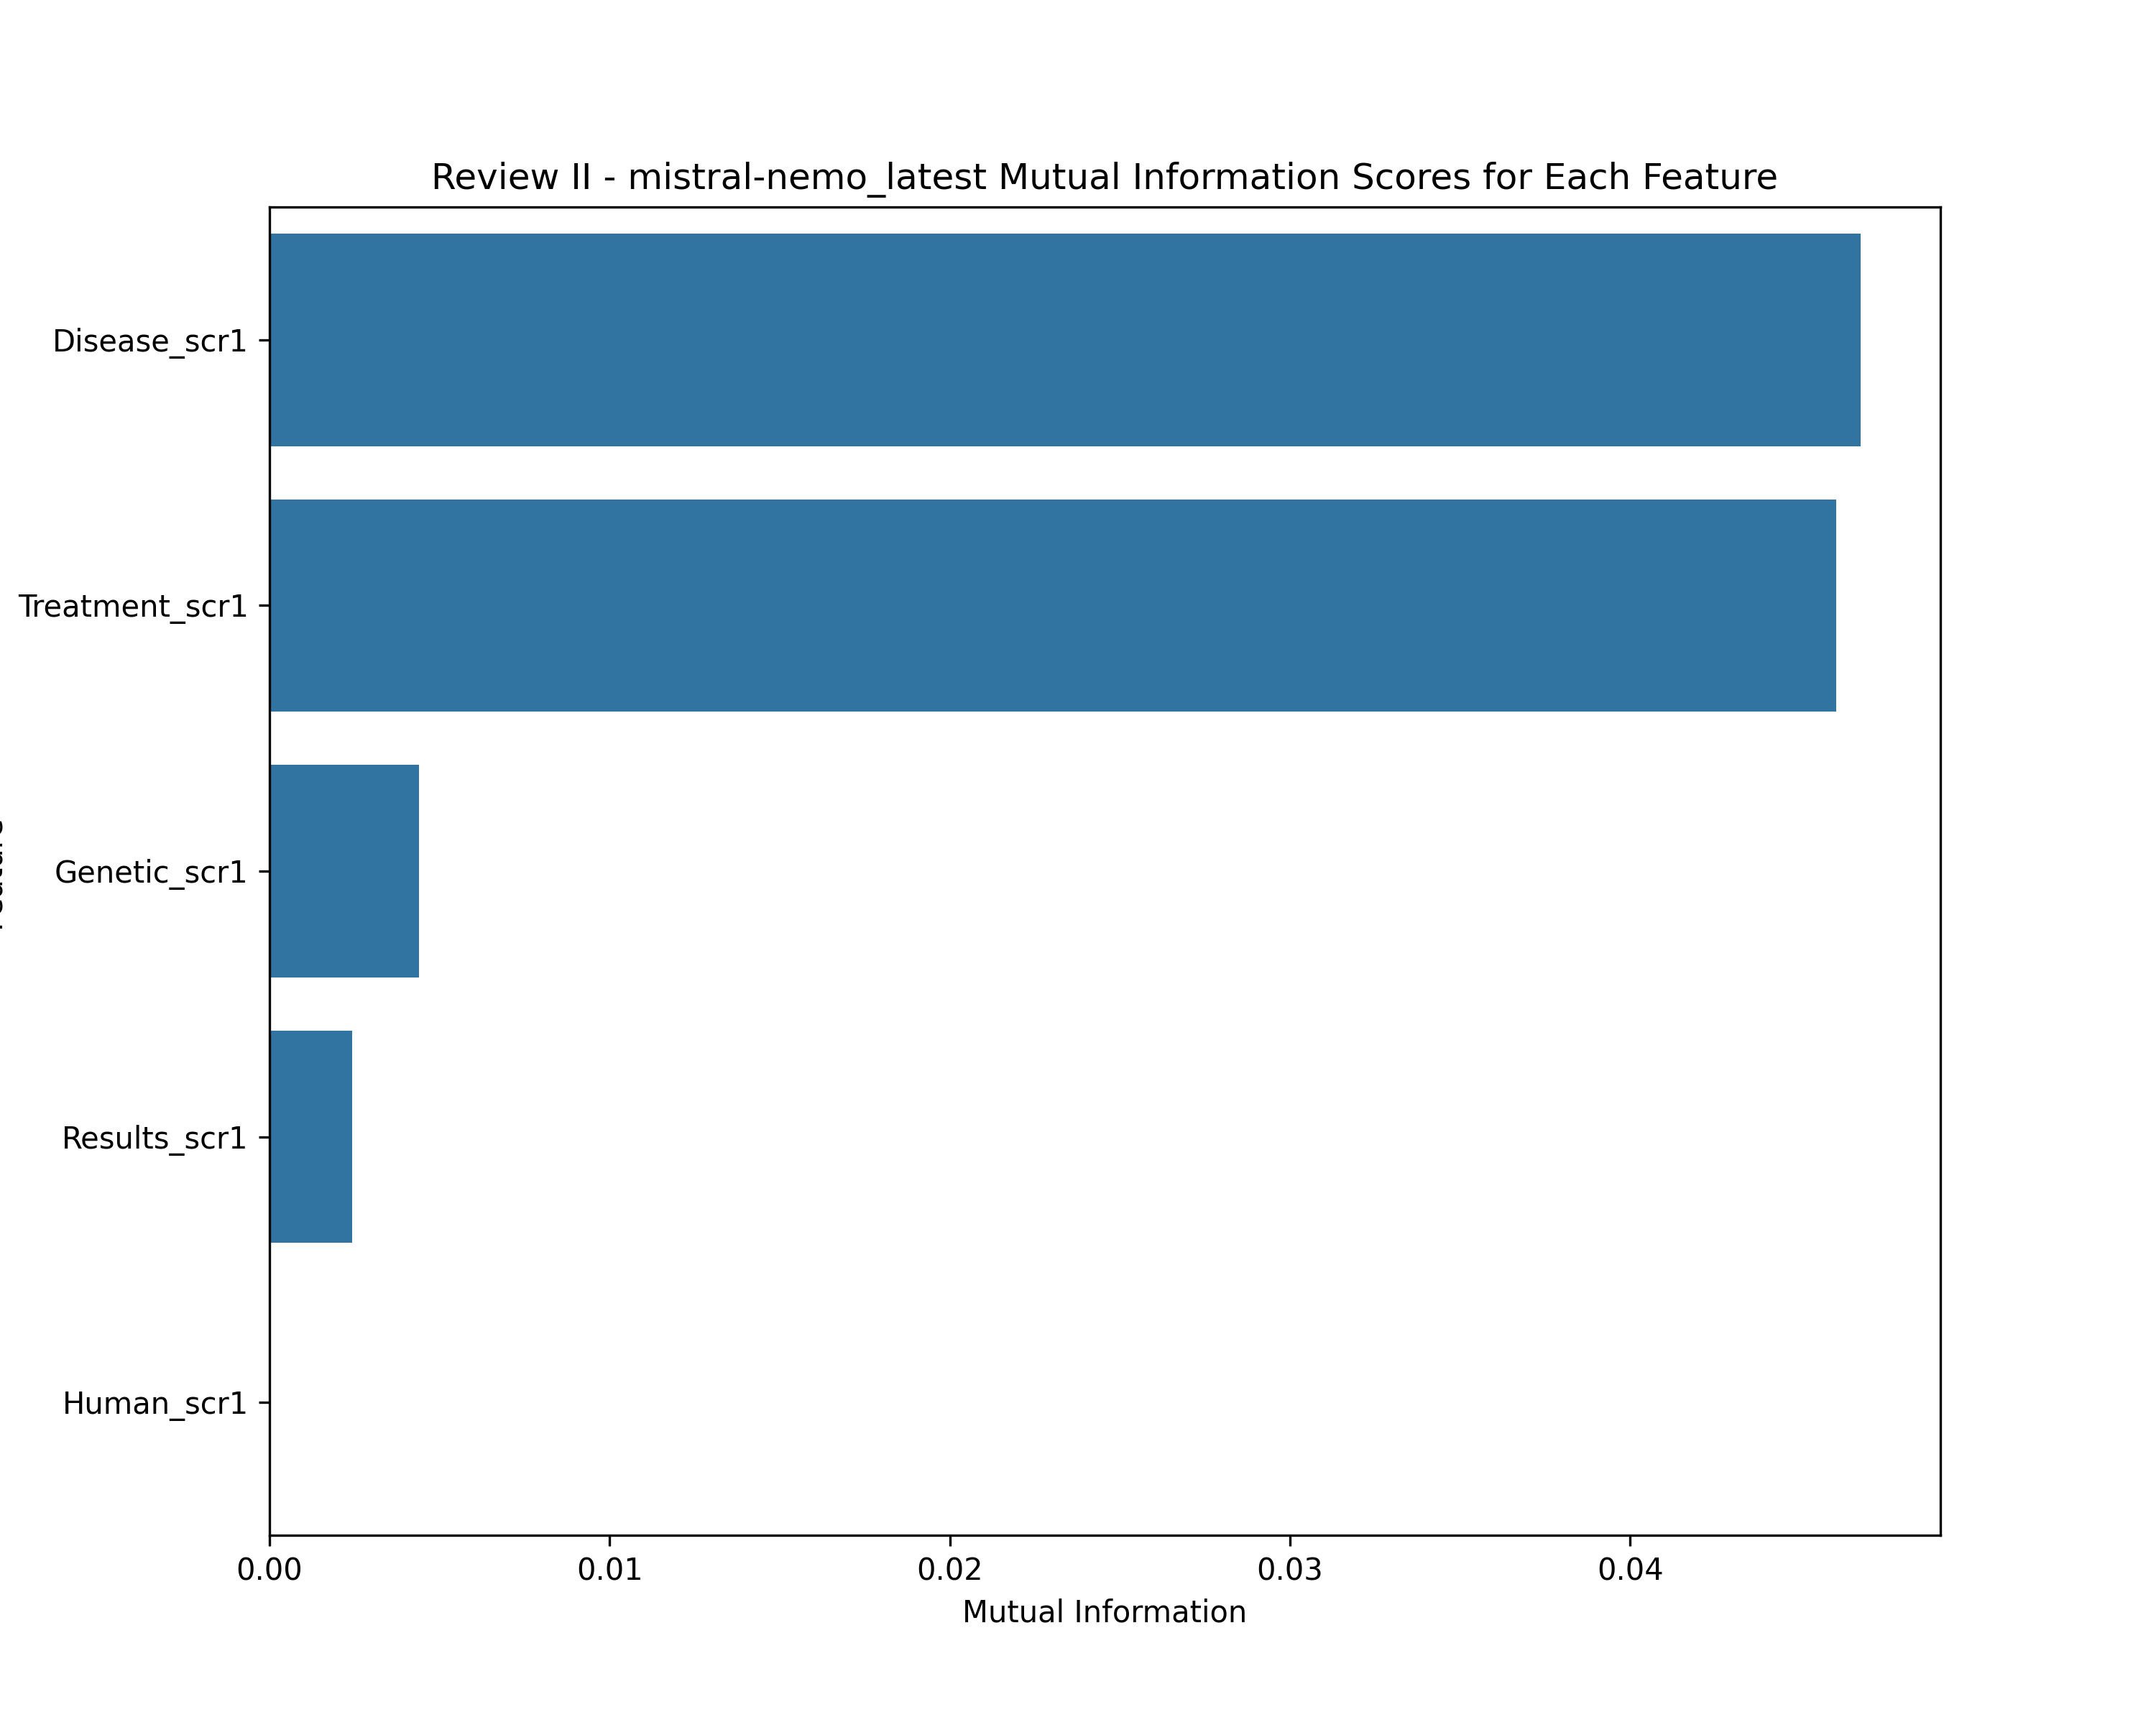 Review II - mistral-nemo_latest Mutual Information Scores for Each Feature
Disease_scr1
Treatment_scr1
Genetic_scr1
Results_scr1
Human_scr1
0.00 0.01 0.02 0.03 0.04
Mutual Information